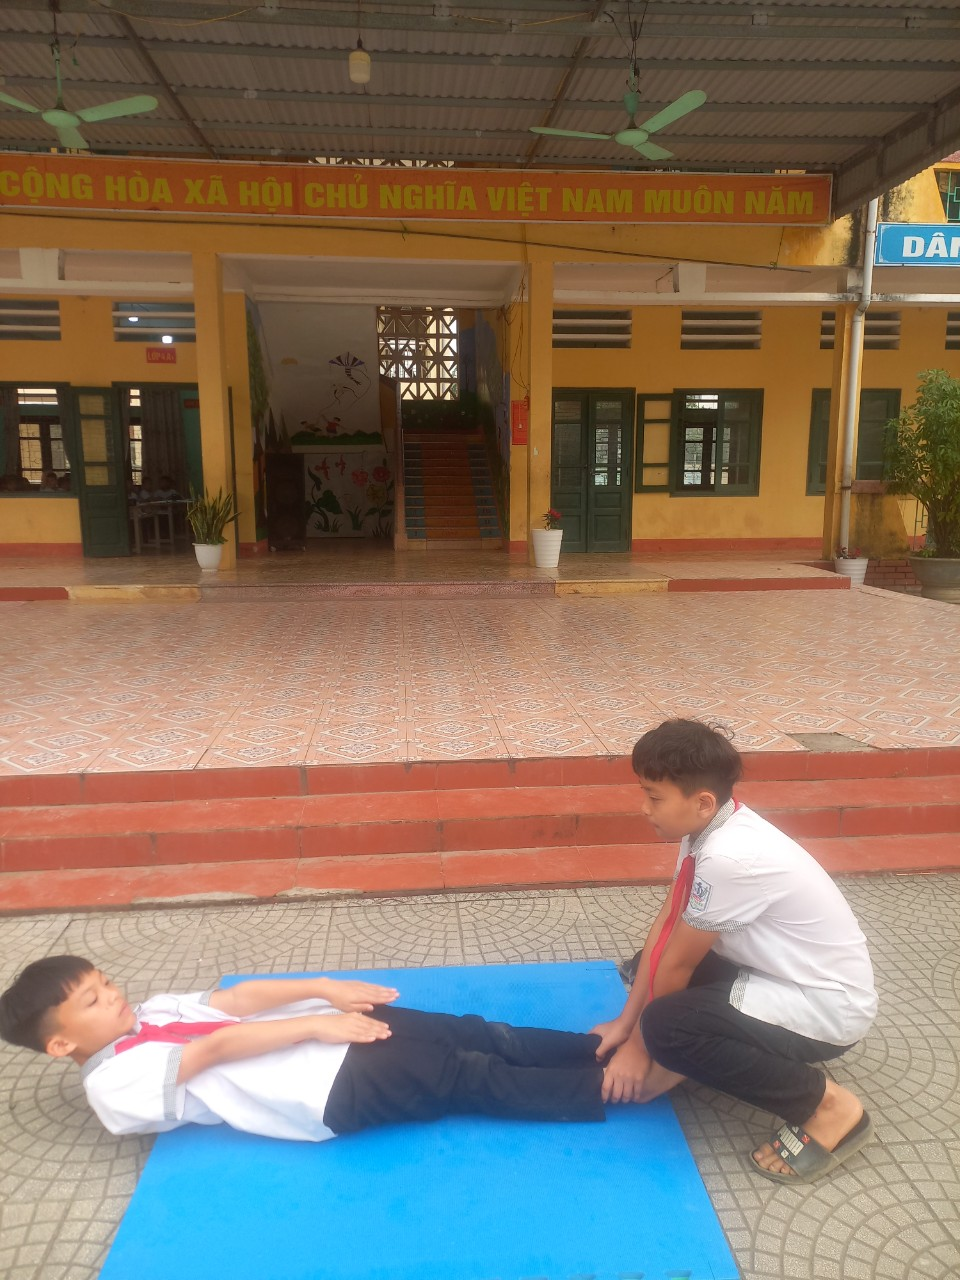 CỘNG HÒA XÃ HỘI CHỦ NGHĨA VIỆT NAM MUÔN NĂM
DÂN